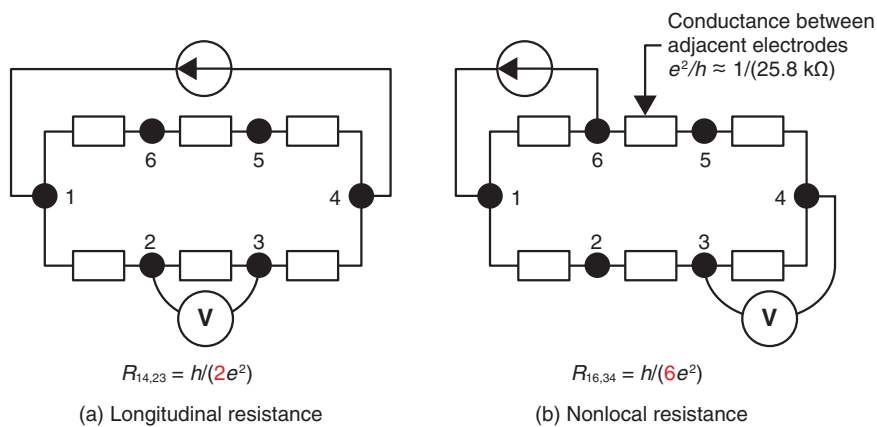 Conductance between
adjacent electrodes
e²/h ≈ 1/(25.8 kΩ)
6
5
1
4
2
3
V
R₁₄,₂₃ = h/(2e²)
(a) Longitudinal resistance
6
5
1
4
2
3
V
R₁₆,₃₄ = h/(6e²)
(b) Nonlocal resistance